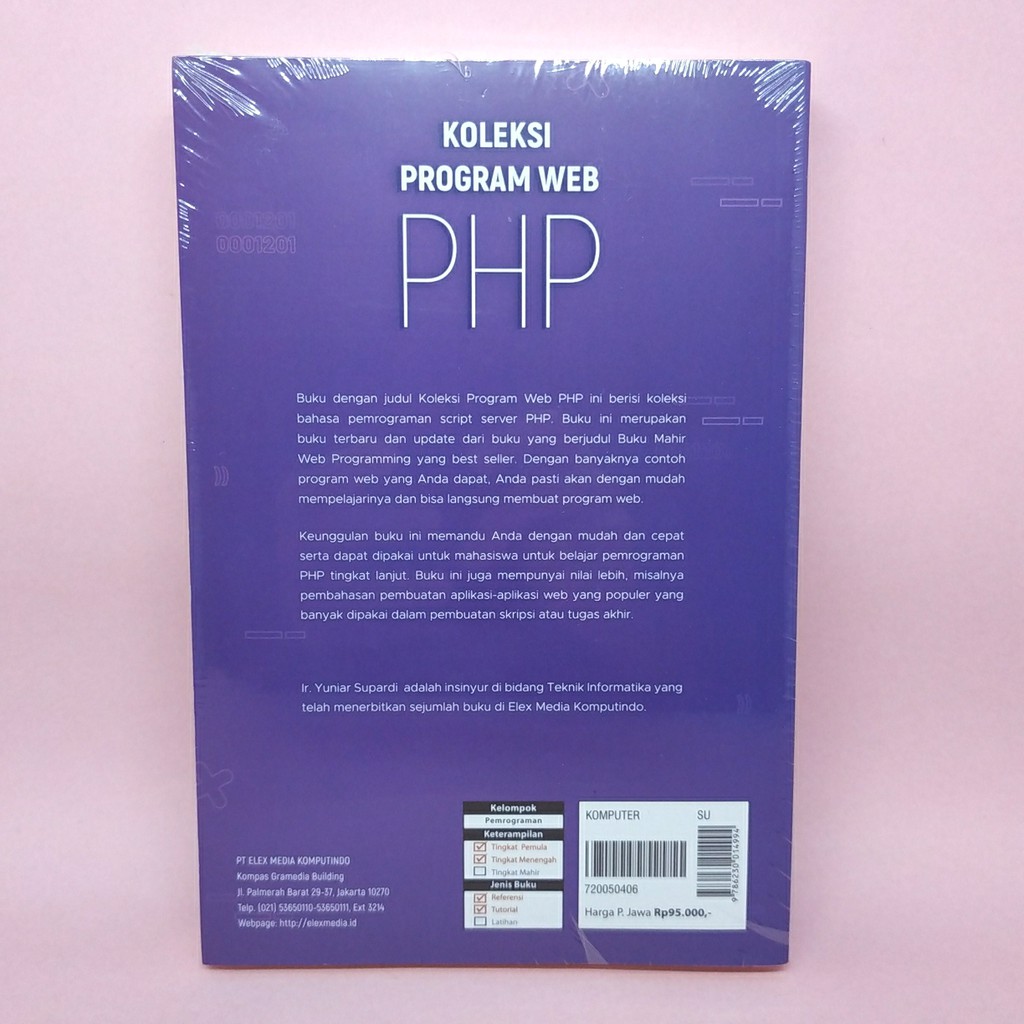 KOLEKSI
PROGRAM WEB
PHP
0001201
0001201
Buku dengan judul Koleksi Program Web PHP ini berisi koleksi
bahasa pemrograman script server PHP. Buku ini merupakan
buku terbaru dan update dari buku yang berjudul Buku Mahir
Web Programming yang best seller. Dengan banyaknya contoh
program web yang Anda dapat, Anda pasti akan dengan mudah
mempelajarinya dan bisa langsung membuat program web.
Keunggulan buku ini memandu Anda dengan mudah dan cepat
serta dapat dipakai untuk mahasiswa untuk belajar pemrograman
PHP tingkat lanjut. Buku ini juga mempunyai nilai lebih, misalnya
pembahasan pembuatan aplikasi-aplikasi web yang populer yang
banyak dipakai dalam pembuatan skripsi atau tugas akhir.
Ir. Yuniar Supardi adalah insinyur di bidang Teknik Informatika yang
telah menerbitkan sejumlah buku di Elex Media Komputindo.
PT ELEX MEDIA KOMPUTINDO
Kompas Gramedia Building
Jl. Palmerah Barat 29-37, Jakarta 10270
Telp. (021) 53650110-53650111, Ext 3214
Webpage: http://elexmedia.id
Kelompok
Pemrograman
Keterampilan
Tingkat Pemula
Tingkat Menengah
Tingkat Mahir
Jenis Buku
Referensi
Tutorial
Latihan
KOMPUTER SU
720050406
9 786230 014994
Harga P. Jawa Rp95.000,-